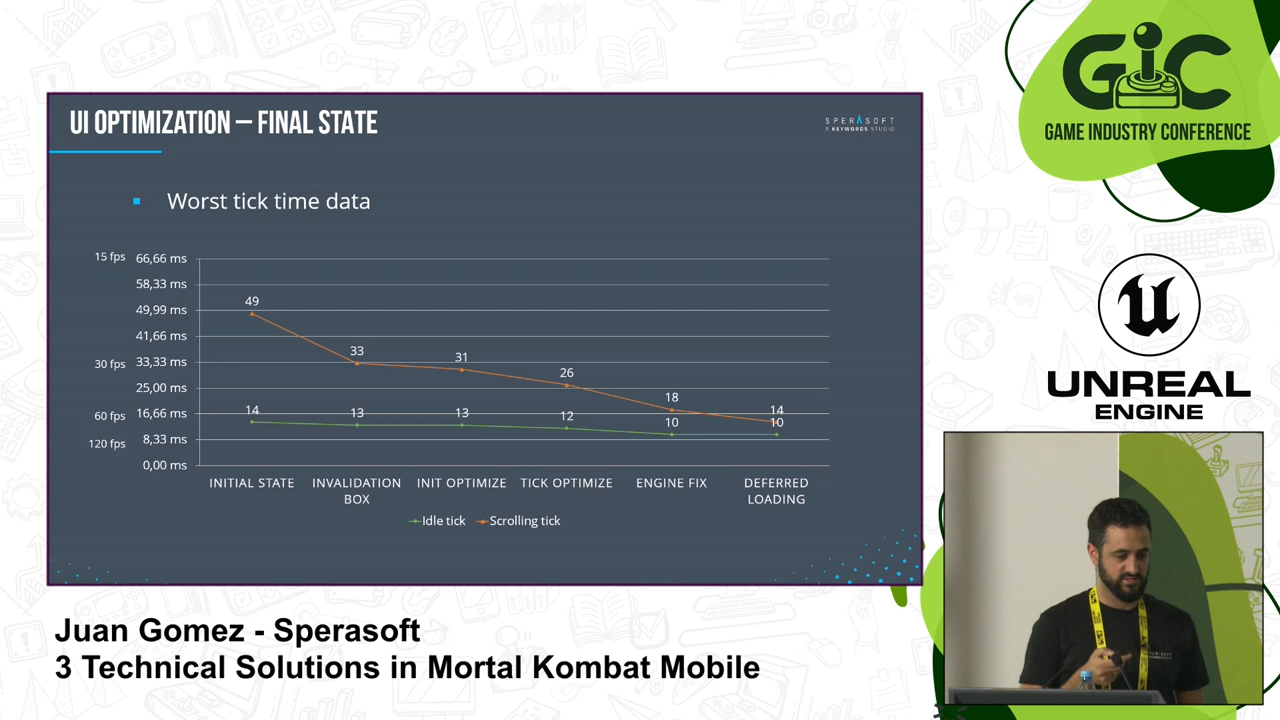 UI OPTIMIZATION – FINAL STATE
SPERASOFT
A KEYWORDS STUDIO
Worst tick time data
15 fps 66,66 ms
58,33 ms
49,99 ms
41,66 ms
30 fps 33,33 ms
25,00 ms
60 fps 16,66 ms
120 fps 8,33 ms
0,00 ms
49
33
31
26
18
14
14
13
13
12
10
10
INITIAL STATE
INVALIDATION
BOX
INIT OPTIMIZE
TICK OPTIMIZE
ENGINE FIX
DEFERRED
LOADING
Idle tick
Scrolling tick
GIC
GAME INDUSTRY CONFERENCE
UNREAL
ENGINE
Juan Gomez - Sperasoft
3 Technical Solutions in Mortal Kombat Mobile